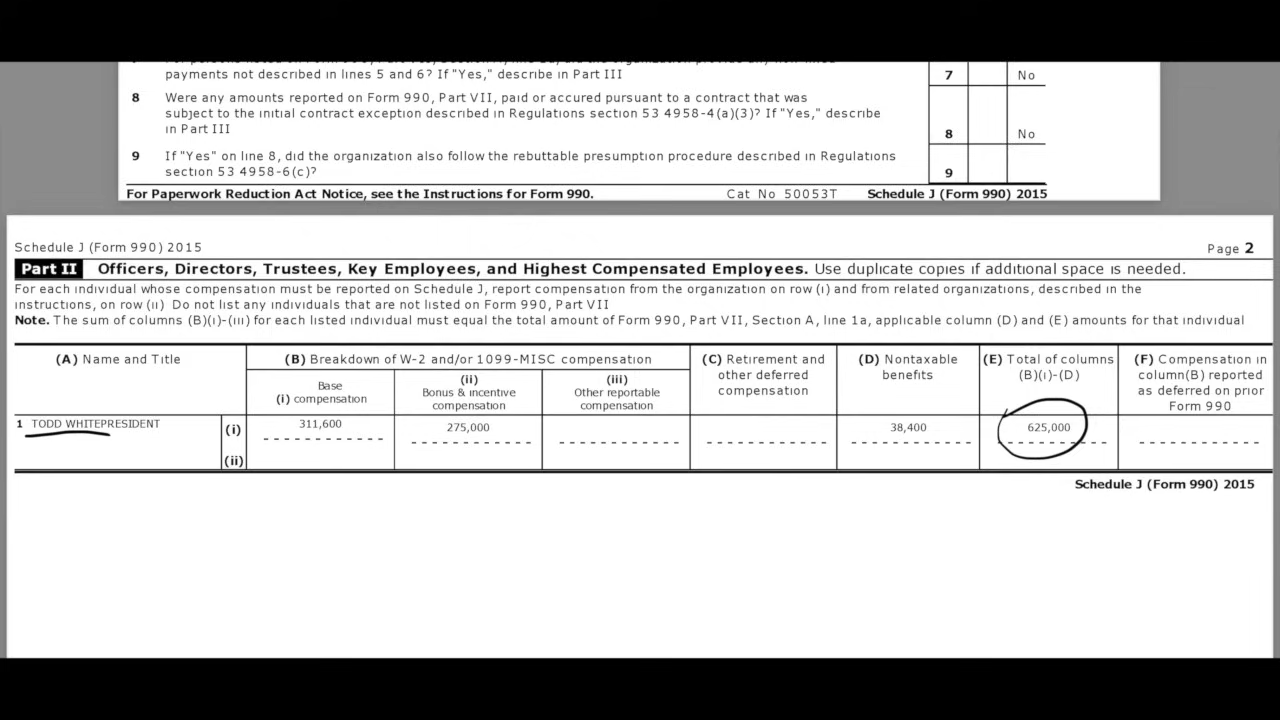 payments not described in lines 5 and 6? If "Yes," describe in Part III
7 No
8 Were any amounts reported on Form 990, Part VII, paid or accured pursuant to a contract that was
subject to the initial contract exception described in Regulations section 53 4958-4(a)(3)? If "Yes," describe
in Part III
8 No
9 If "Yes" on line 8, did the organization also follow the rebuttable presumption procedure described in Regulations
section 53 4958-6(c)?
9
For Paperwork Reduction Act Notice, see the Instructions for Form 990. Cat No 50053T Schedule J (Form 990) 2015
Schedule J (Form 990) 2015 Page 2
Part II Officers, Directors, Trustees, Key Employees, and Highest Compensated Employees. Use duplicate copies if additional space is needed.
For each individual whose compensation must be reported on Schedule J, report compensation from the organization on row (i) and from related organizations, described in the
instructions, on row (ii) Do not list any individuals that are not listed on Form 990, Part VII
Note. The sum of columns (B)(i)-(iii) for each listed individual must equal the total amount of Form 990, Part VII, Section A, line 1a, applicable column (D) and (E) amounts for that individual
(A) Name and Title
(B) Breakdown of W-2 and/or 1099-MISC compensation
Base
(i) compensation
(ii)
Bonus & incentive
compensation
(iii)
Other reportable
compensation
(C) Retirement and
other deferred
compensation
(D) Nontaxable
benefits
(E) Total of columns
(B)(i)-(D)
(F) Compensation in
column(B) reported
as deferred on prior
Form 990
1 TODD WHITEPRESIDENT (i) 311,600 275,000 38,400 625,000
(ii)
Schedule J (Form 990) 2015